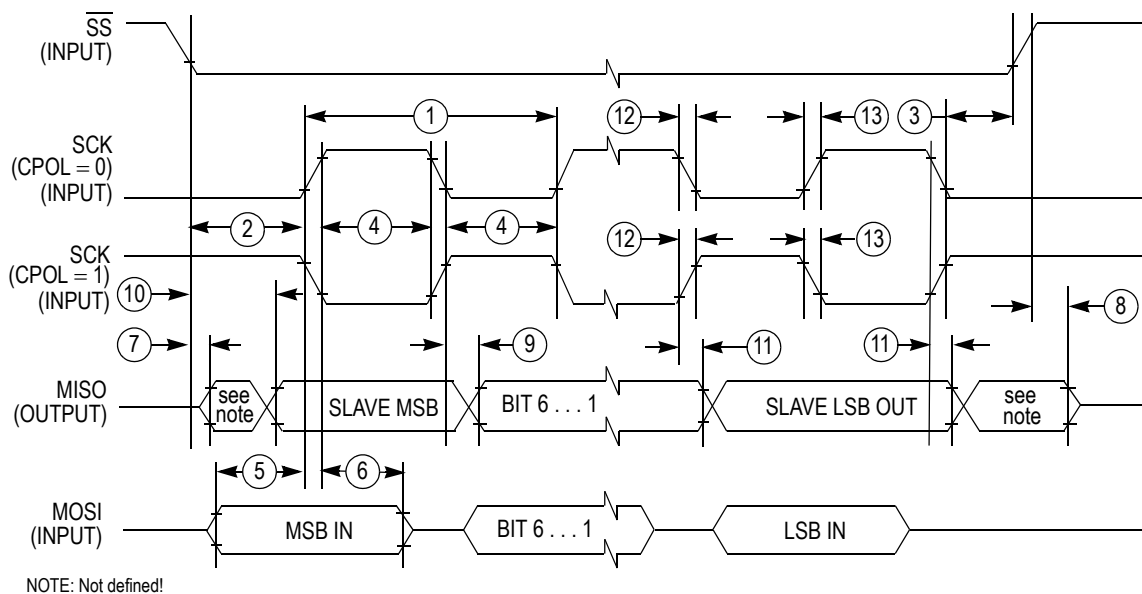 SS
(INPUT)
1
12
13
3
SCK
(CPOL = 0)
(INPUT)
2
4
4
SCK
(CPOL = 1)
(INPUT)
12
13
10
8
7
9
11
11
MISO
(OUTPUT)
see
note
SLAVE MSB
BIT 6 . . . 1
SLAVE LSB OUT
see
note
5
6
MOSI
(INPUT)
MSB IN
BIT 6 . . . 1
LSB IN
NOTE: Not defined!